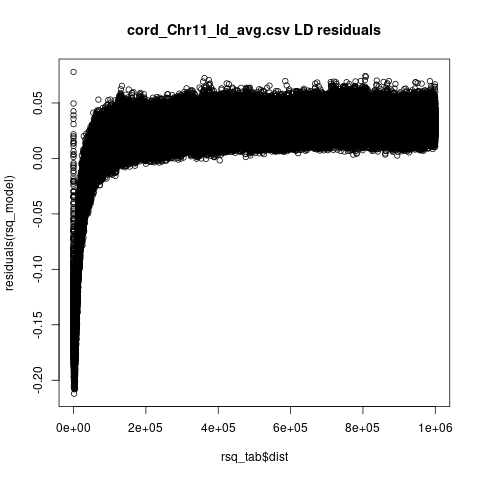 cord_Chr11_ld_avg.csv LD residuals
residuals(rsq_model)
0.05
0.00
-0.05
-0.10
-0.15
-0.20
0e+00 2e+05 4e+05 6e+05 8e+05 1e+06
rsq_tab$dist